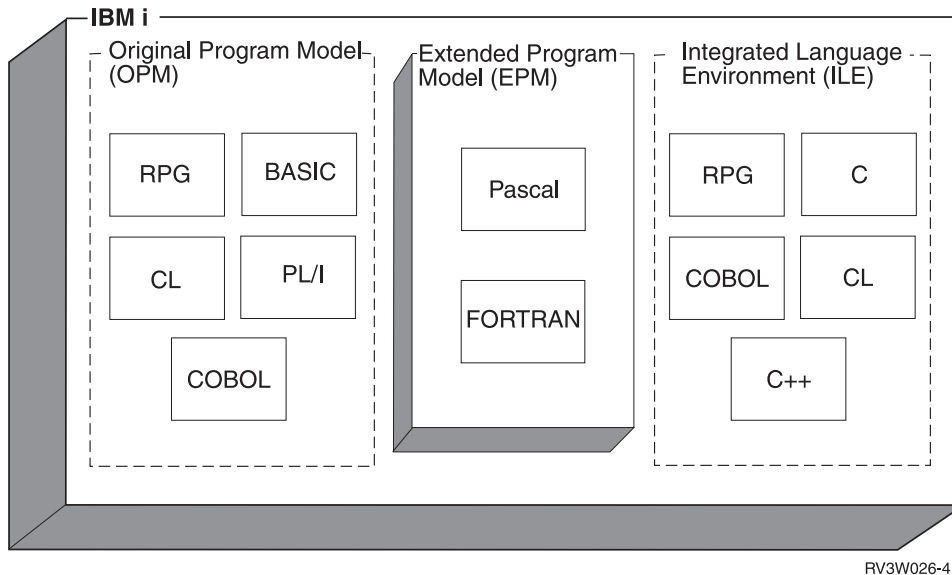 IBM i
Original Program Model
(OPM)
RPG
BASIC
CL
PL/I
COBOL
Extended Program
Model (EPM)
Pascal
FORTRAN
Integrated Language
Environment (ILE)
RPG
C
COBOL
CL
C++
RV3W026-4